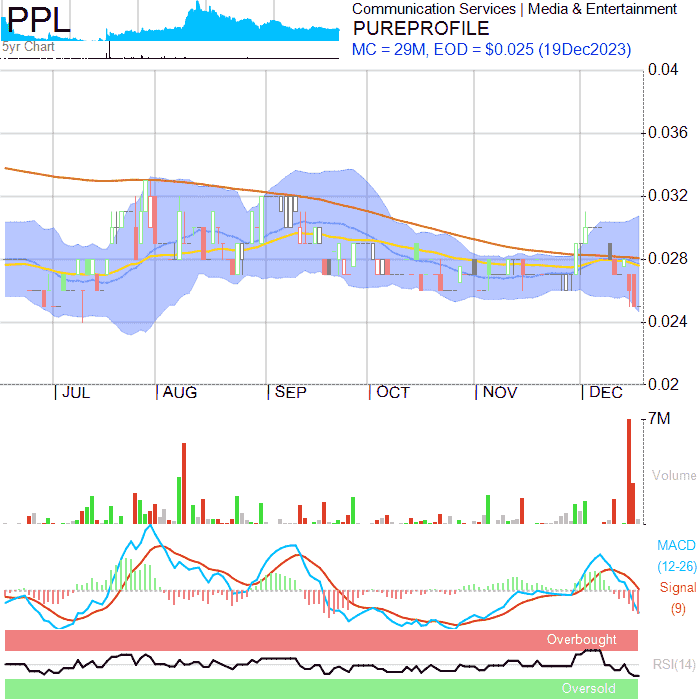 PPL
5yr Chart
Communication Services | Media & Entertainment
PUREPROFILE
MC = 29M, EOD = $0.025 (19Dec2023)
0.04
0.036
0.032
0.028
0.024
0.02
JUL AUG SEP OCT NOV DEC
7M
Volume
MACD
(12-26)
Signal
(9)
Overbought
RSI(14)
Oversold